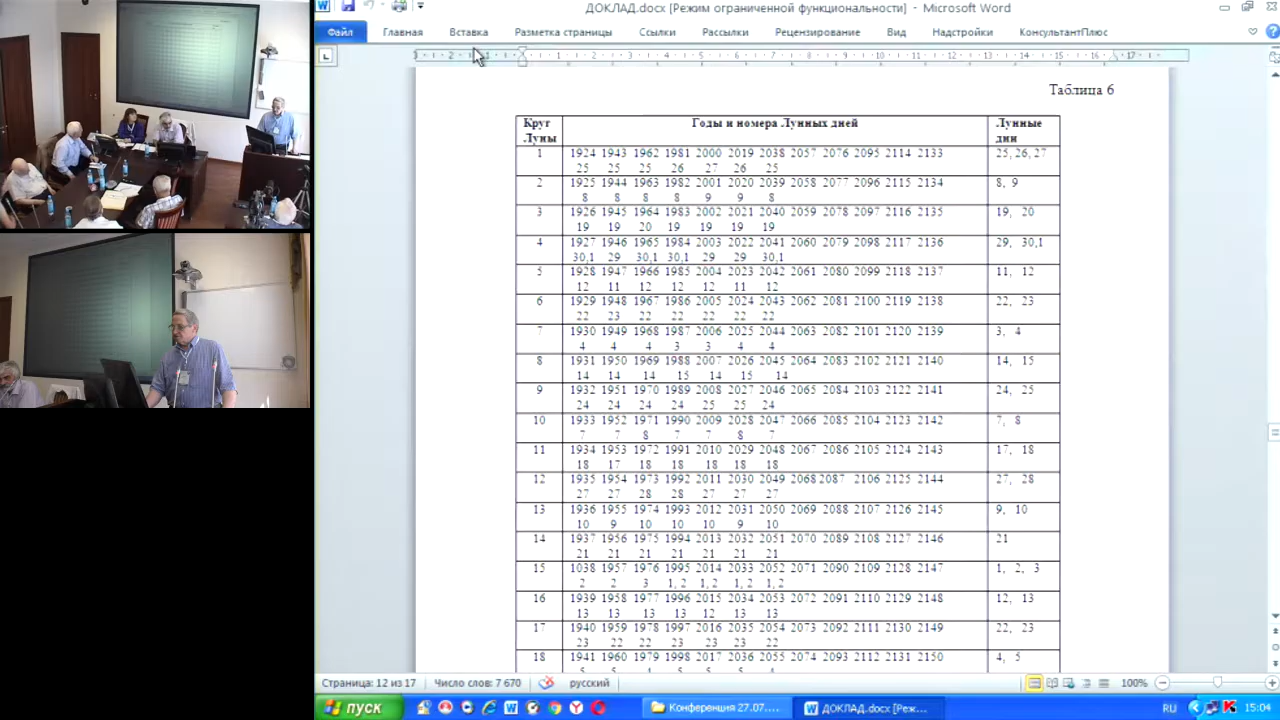 ДОКЛАД.docx [Режим ограниченной функциональности] - Microsoft Word
Файл Главная Вставка Разметка страницы Ссылки Рассылки Рецензирование Вид Надстройки КонсультантПлюс
Таблица 6
Круг Луны Годы и номера Лунных дней Лунные дни
1 1924 1943 1962 1981 2000 2019 2038 2057 2076 2095 2114 2133 25, 26, 27
25 25 25 26 27 26 25
2 1925 1944 1963 1982 2001 2020 2039 2058 2077 2096 2115 2134 8, 9
8 8 8 8 9 9 8
3 1926 1945 1964 1983 2002 2021 2040 2059 2078 2097 2116 2135 19, 20
19 19 20 19 19 19 19
4 1927 1946 1965 1984 2003 2022 2041 2060 2079 2098 2117 2136 29, 30,1
30,1 29 30,1 30,1 29 29 30,1
5 1928 1947 1966 1985 2004 2023 2042 2061 2080 2099 2118 2137 11, 12
12 11 12 12 12 11 12
6 1929 1948 1967 1986 2005 2024 2043 2062 2081 2100 2119 2138 22, 23
22 23 22 22 22 22 22
7 1930 1949 1968 1987 2006 2025 2044 2063 2082 2101 2120 2139 3, 4
4 4 4 3 3 4 4
8 1931 1950 1969 1988 2007 2026 2045 2064 2083 2102 2121 2140 14, 15
14 14 14 15 14 15 14
9 1932 1951 1970 1989 2008 2027 2046 2065 2084 2103 2122 2141 24, 25
24 24 24 24 25 25 24
10 1933 1952 1971 1990 2009 2028 2047 2066 2085 2104 2123 2142 7, 8
7 7 8 7 7 8 7
11 1934 1953 1972 1991 2010 2029 2048 2067 2086 2105 2124 2143 17, 18
18 17 18 18 18 18 18
12 1935 1954 1973 1992 2011 2030 2049 2068 2087 2106 2125 2144 27, 28
27 27 28 28 27 27 27
13 1936 1955 1974 1993 2012 2031 2050 2069 2088 2107 2126 2145 9, 10
10 9 10 10 10 9 10
14 1937 1956 1975 1994 2013 2032 2051 2070 2089 2108 2127 2146 21
21 21 21 21 21 21 21
15 1038 1957 1976 1995 2014 2033 2052 2071 2090 2109 2128 2147 1, 2, 3
2 2 3 1, 2 1, 2 1, 2 1, 2
16 1939 1958 1977 1996 2015 2034 2053 2072 2091 2110 2129 2148 12, 13
13 13 13 13 12 13 13
17 1940 1959 1978 1997 2016 2035 2054 2073 2092 2111 2130 2149 22, 23
23 22 22 23 23 23 22
18 1941 1960 1979 1998 2017 2036 2055 2074 2093 2112 2131 2150 4, 5
Страница: 12 из 17 Число слов: 7 670 русский 100%
пуск Конференция 27.07.... ДОКЛАД.docx [Реж... RU 15:04